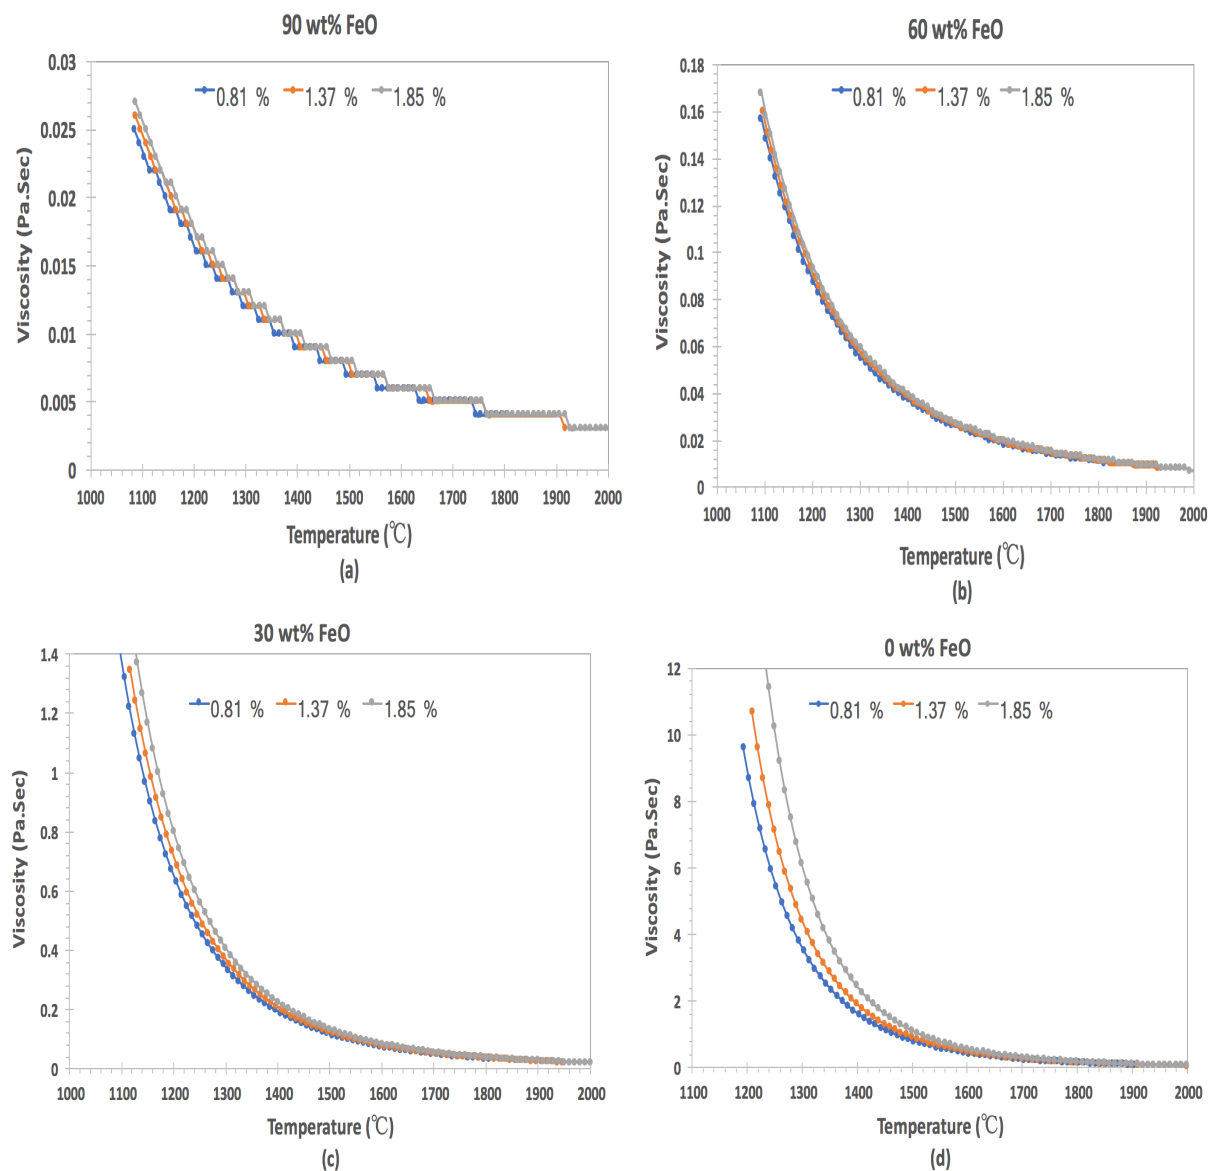 90 wt% FeO
0.81 % 1.37 % 1.85 %
Viscosity (Pa.Sec)
0.03
0.025
0.02
0.015
0.01
0.005
0
1000 1100 1200 1300 1400 1500 1600 1700 1800 1900 2000
Temperature (℃)
(a)
60 wt% FeO
0.81 % 1.37 % 1.85 %
Viscosity (Pa.Sec)
0.18
0.16
0.14
0.12
0.1
0.08
0.06
0.04
0.02
0
1000 1100 1200 1300 1400 1500 1600 1700 1800 1900 2000
Temperature (℃)
(b)
30 wt% FeO
0.81 % 1.37 % 1.85 %
Viscosity (Pa.Sec)
1.4
1.2
1
0.8
0.6
0.4
0.2
0
1000 1100 1200 1300 1400 1500 1600 1700 1800 1900 2000
Temperature (℃)
(c)
0 wt% FeO
0.81 % 1.37 % 1.85 %
Viscosity (Pa.Sec)
12
10
8
6
4
2
0
1100 1200 1300 1400 1500 1600 1700 1800 1900 2000
Temperature (℃)
(d)